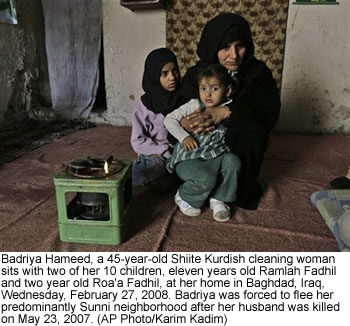 Badriya Hameed, a 45-year-old Shiite Kurdish cleaning woman
sits with two of her 10 children, eleven years old Ramlah Fadhil
and two year old Roa'a Fadhil, at her home in Baghdad, Iraq,
Wednesday, February 27, 2008. Badriya was forced to flee her
predominantly Sunni neighborhood after her husband was killed
on May 23, 2007. (AP Photo/Karim Kadim)